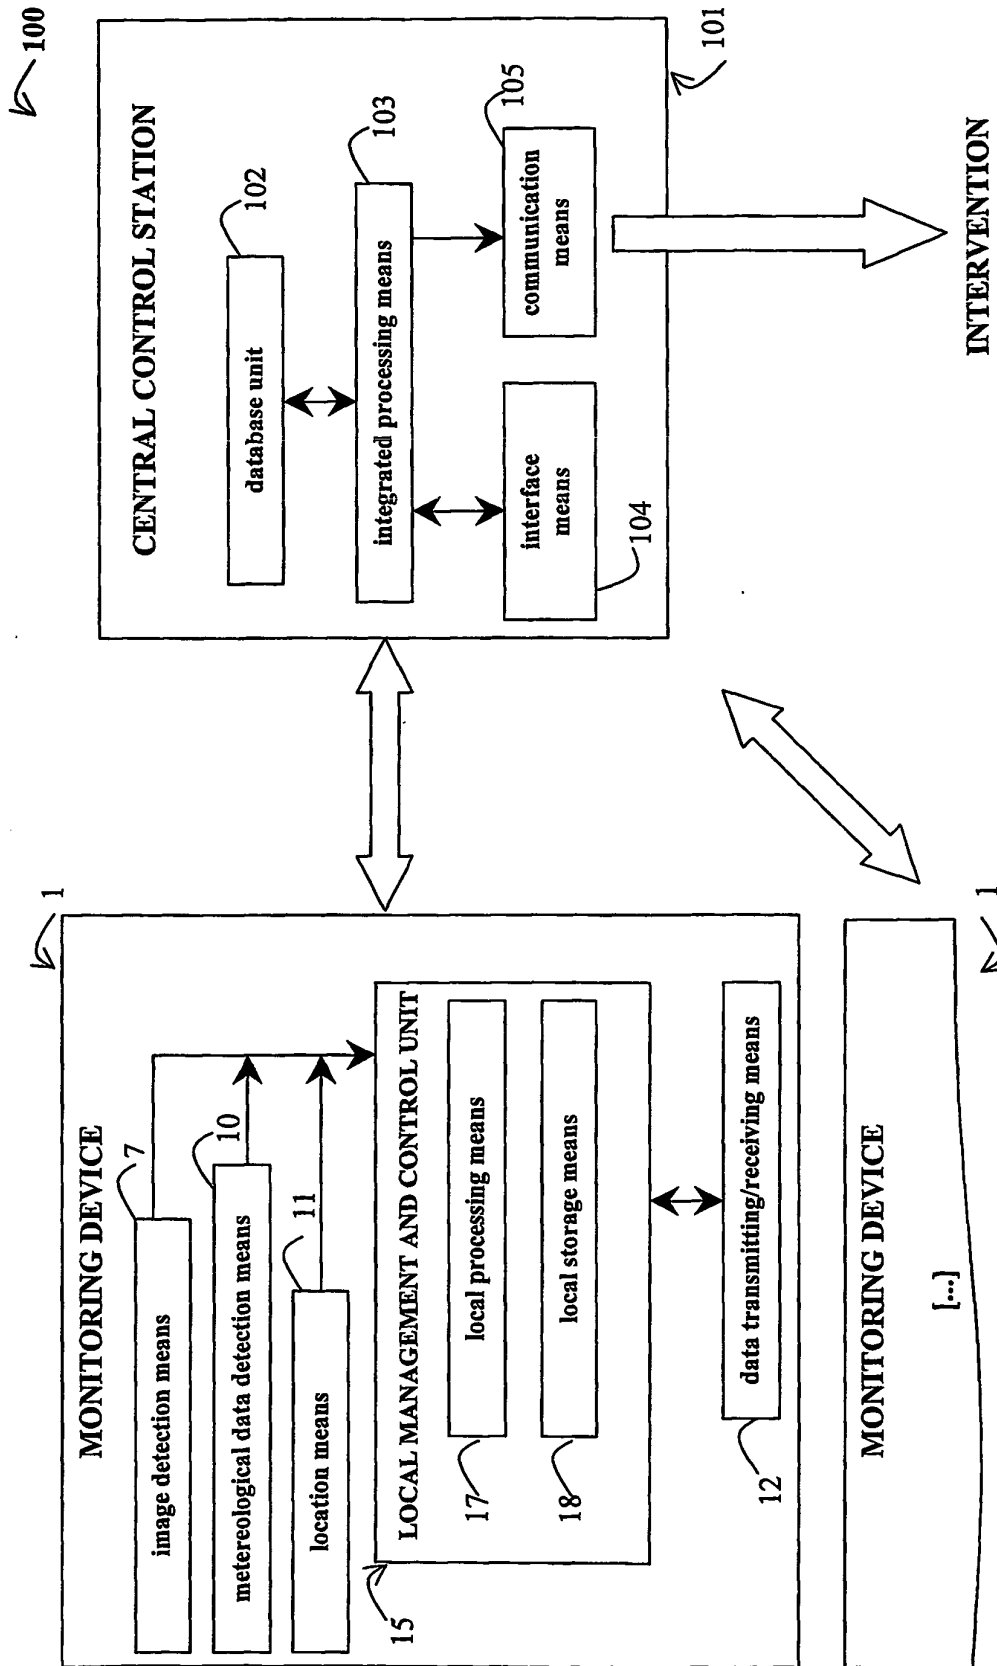 100
1
MONITORING DEVICE
image detection means
7
metereological data detection means
10
location means
11
LOCAL MANAGEMENT AND CONTROL UNIT
15
local processing means
17
local storage means
18
data transmitting/receiving means
12
MONITORING DEVICE
[...]
1
CENTRAL CONTROL STATION
101
database unit
102
integrated processing means
103
interface
means
104
communication
means
105
INTERVENTION